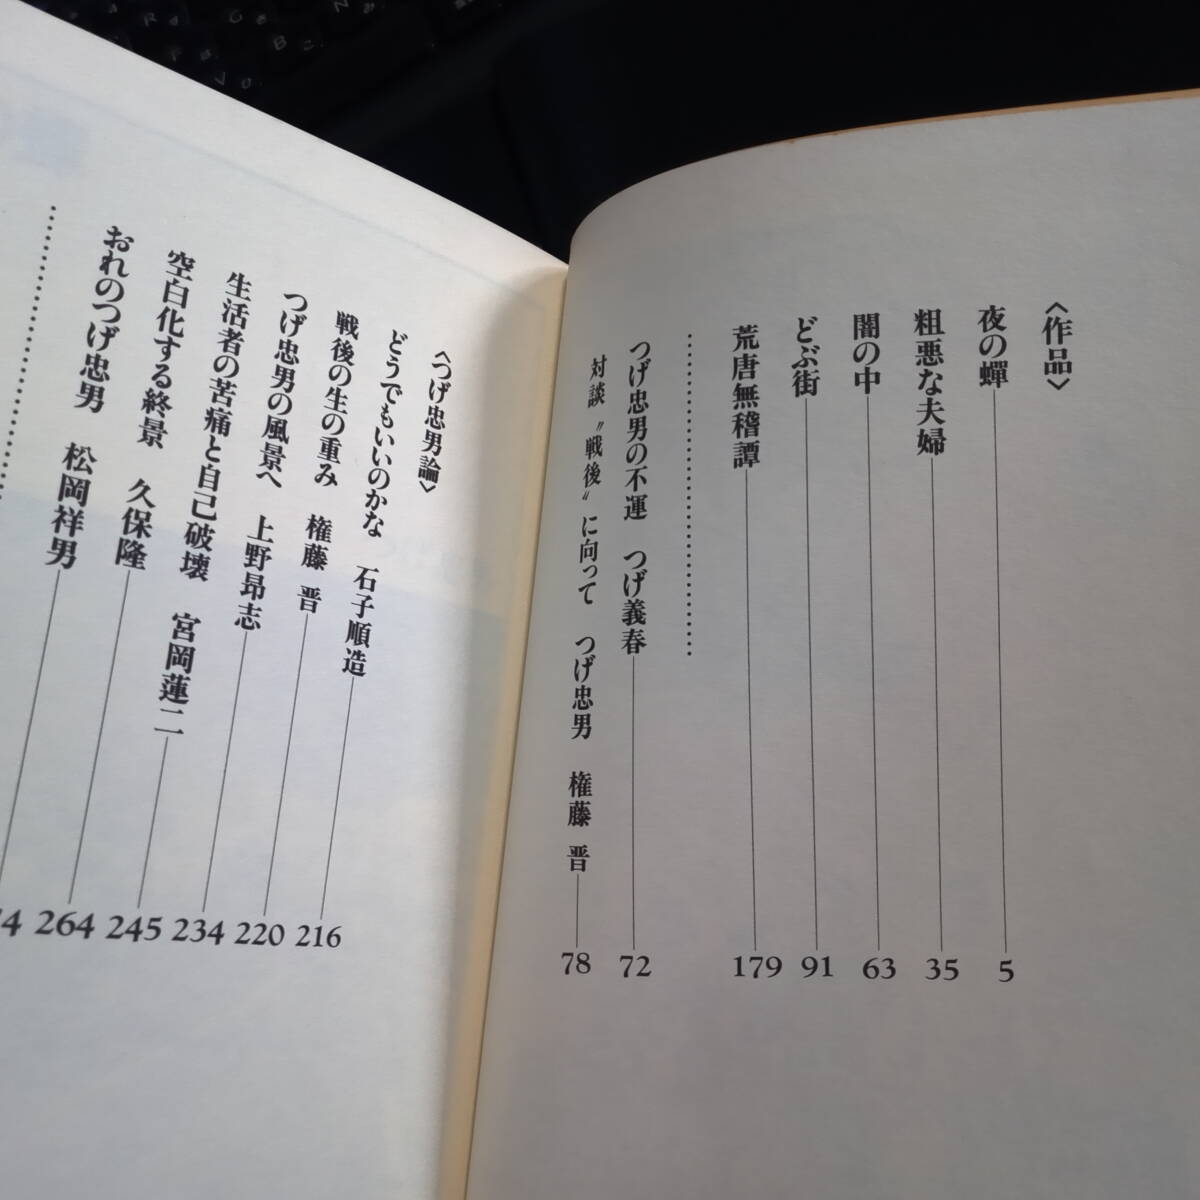 〈作品〉
夜の蟬 5
粗悪な夫婦 35
闇の中 63
どぶ街 91
荒唐無稽譚 179
つげ忠男の不運 つげ義春 72
対談〝戦後〟に向って つげ忠男 権藤 晋 78
〈つげ忠男論〉
どうでもいいのかな 石子順造 216
戦後の生の重み 権藤 晋 220
つげ忠男の風景へ 上野昻志 234
生活者の苦痛と自己破壊 宮岡蓮二 245
空白化する終景 久保隆 264
おれのつげ忠男 松岡祥男